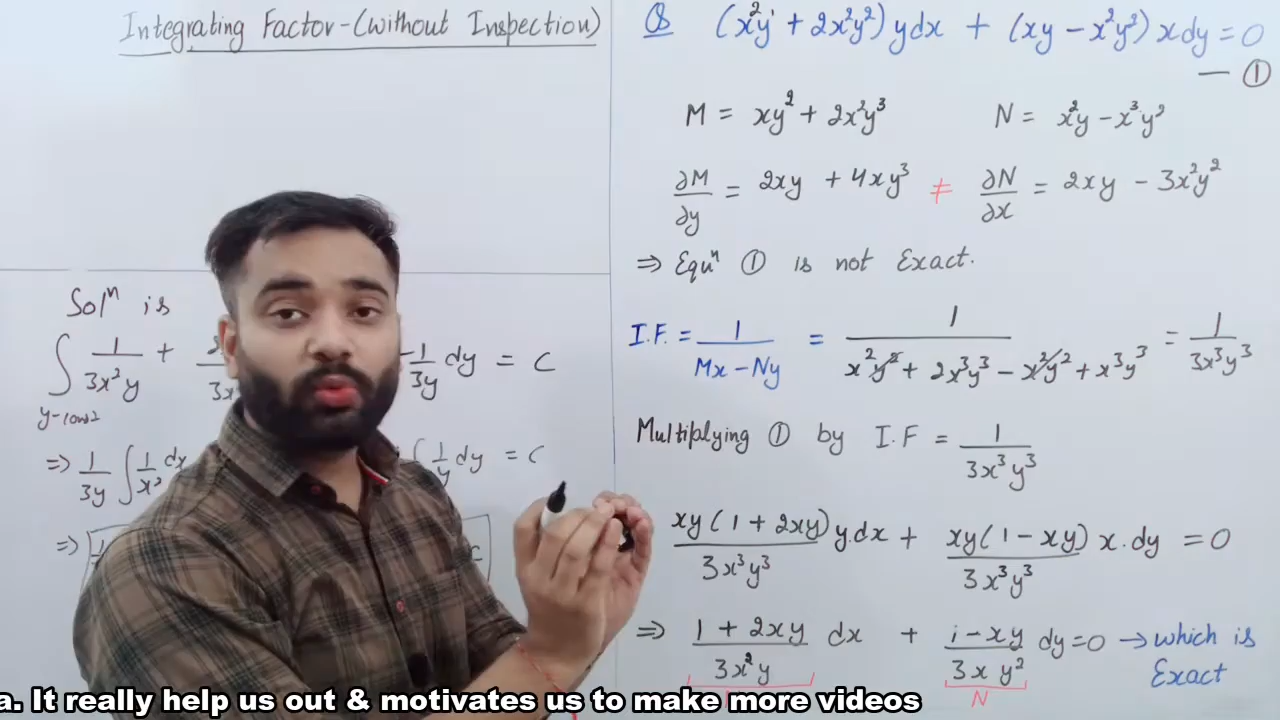 Integrating Factor-(without Inspection)
Solⁿ is
∫ 1/3x²y + 2 /3x - 1/3y dy = C
y-const
⇒ 1/3y ∫ 1/x² dx ∫ 1/y dy = C
⇒
Q (x²y¹ + 2x²y²) y dx + (xy - x²y²) x dy = 0
— ①
M = xy² + 2x²y³ N = x²y - x³y²
∂M/∂y = 2xy + 4xy³ ≠ ∂N/∂x = 2xy - 3x²y²
⇒ Equⁿ ① is not Exact.
I.F. = 1/(Mx - Ny) = 1/(x²y² + 2x³y³ - x²y² + x³y³) = 1/3x³y³
Multiplying ① by I.F = 1/3x³y³
xy(1 + 2xy)/3x³y³ y dx + xy(1 - xy)/3x³y³ x. dy = 0
⇒ (1 + 2xy)/3x²y dx + (1 - xy)/3xy² dy = 0 → which is
Exact
N
a. It really help us out & motivates us to make more videos